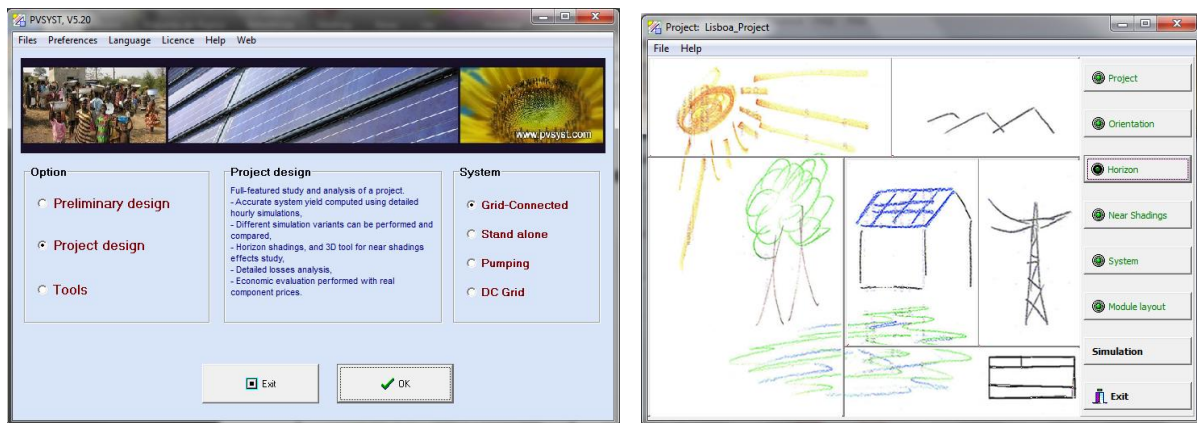 PVSYST, V5.20
Files Preferences Language Licence Help Web
www.pvsyst.com
Option
Preliminary design
Project design
Tools
Project design
Full-featured study and analysis of a project.
- Accurate system yield computed using detailed
hourly simulations,
- Different simulation variants can be performed and
compared,
- Horizon shadings, and 3D tool for near shadings
effects study,
- Detailed losses analysis,
- Economic evaluation performed with real
component prices.
System
Grid-Connected
Stand alone
Pumping
DC Grid
Exit
OK
Project: Lisboa_Project
File Help
Project
Orientation
Horizon
Near Shadings
System
Module layout
Simulation
Exit